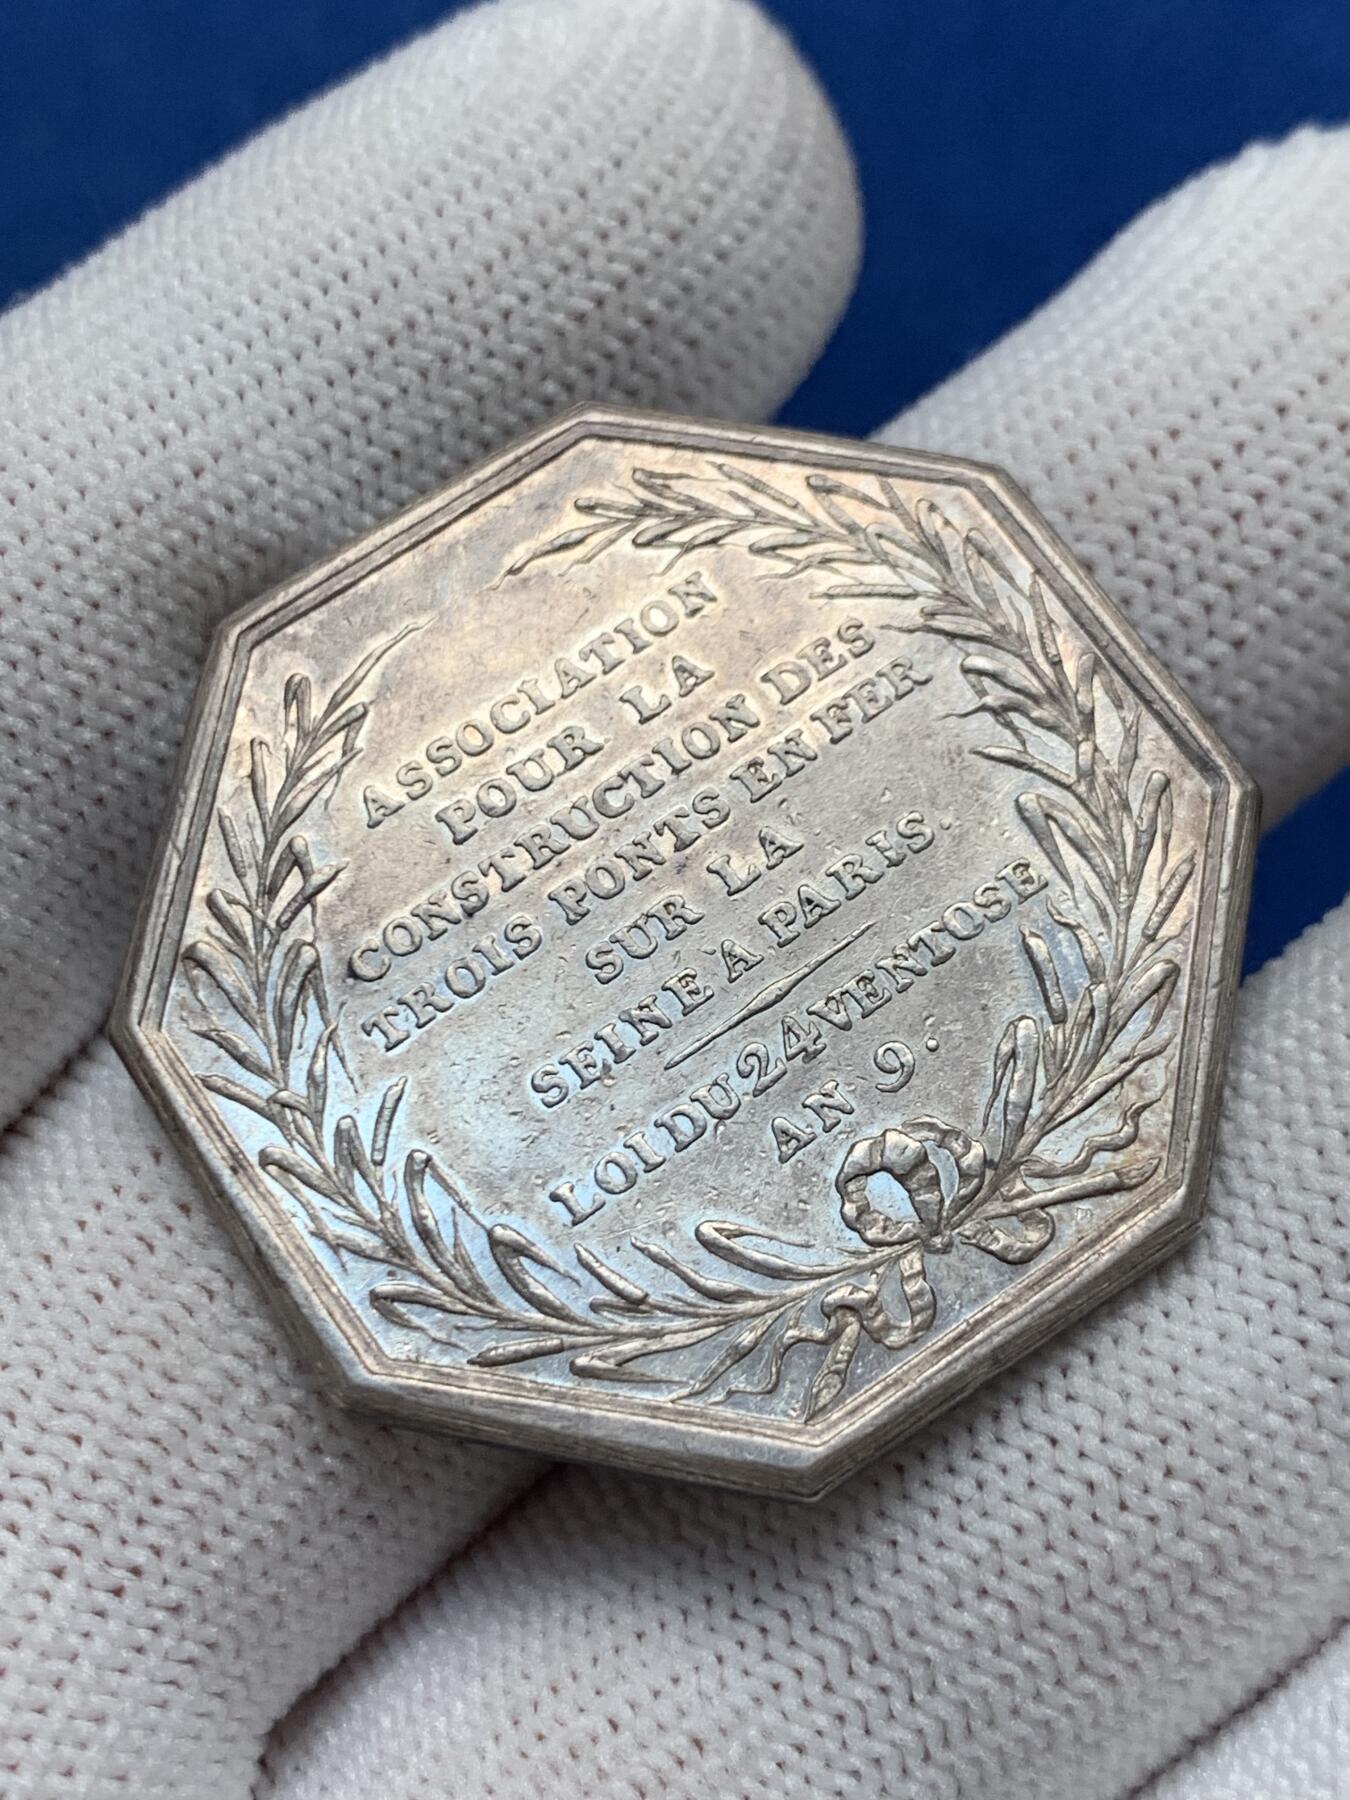 ASSOCIATION
POUR LA
CONSTRUCTION DES
TROIS PONTS EN FER
SUR LA
SEINE A PARIS.
LOI DU 24 VENTOSE
AN 9.